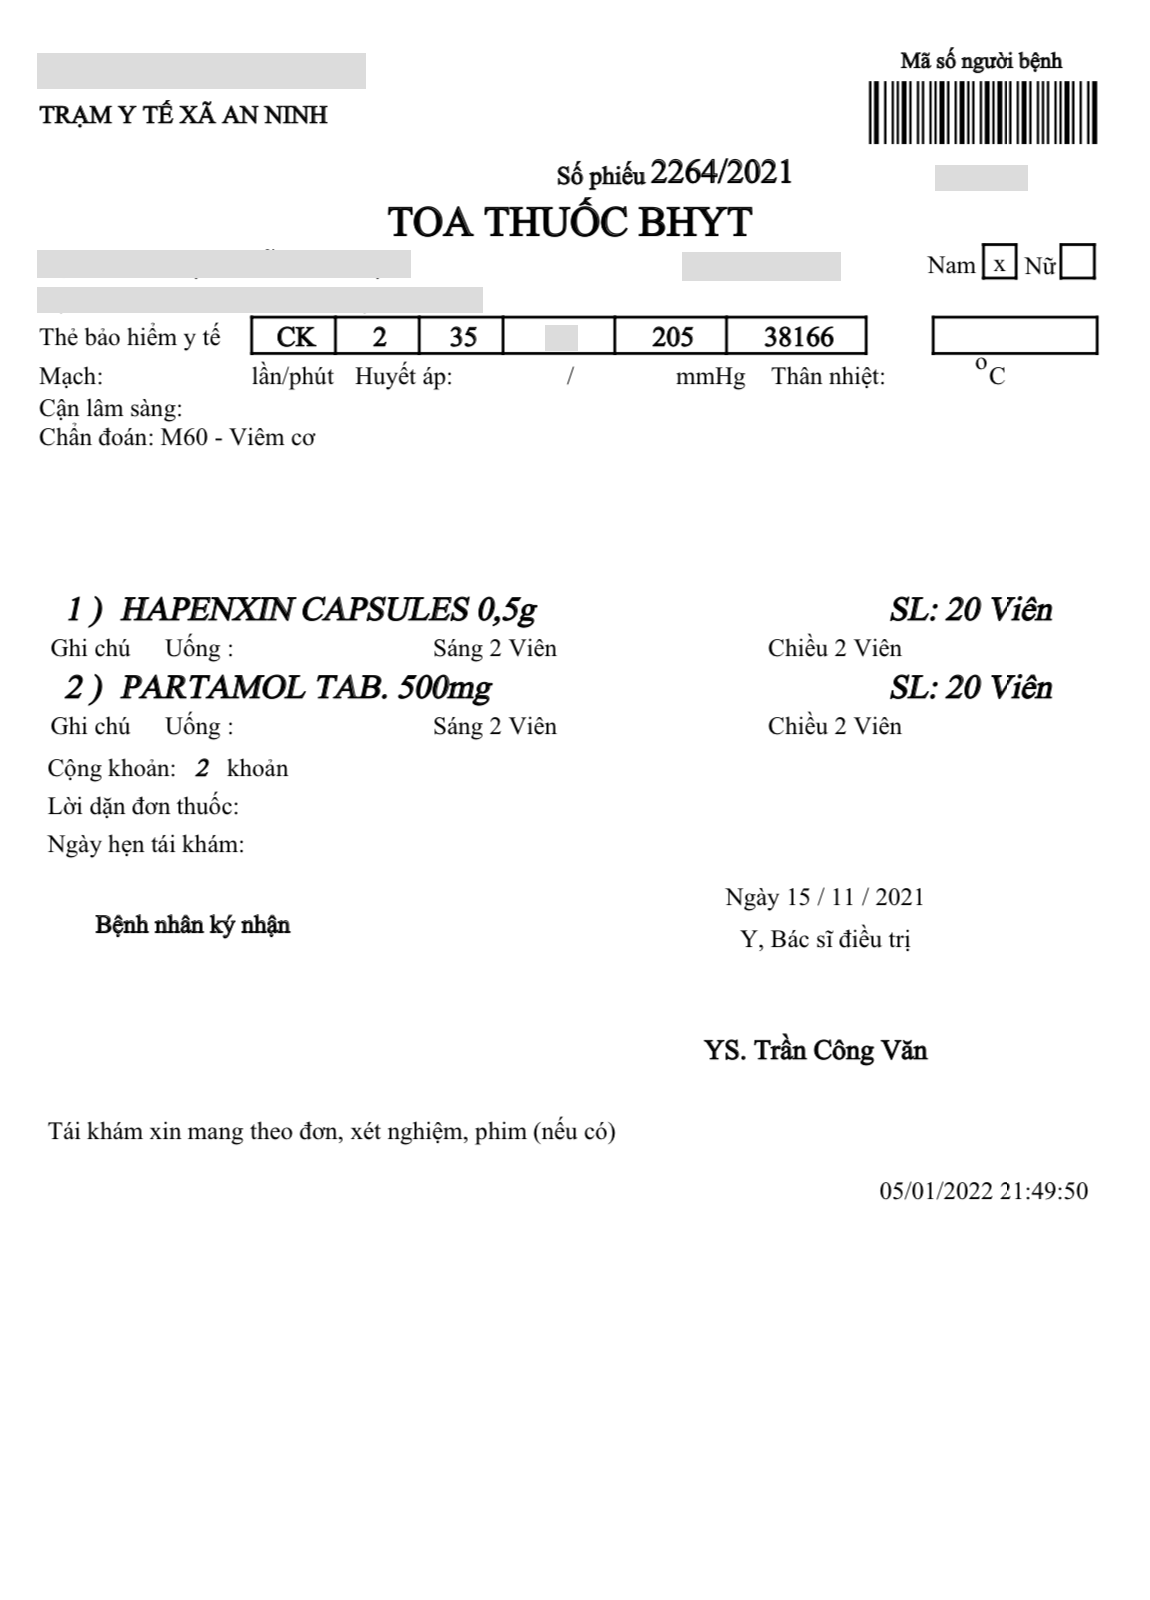 Mã số người bệnh
TRẠM Y TẾ XÃ AN NINH
Số phiếu 2264/2021
TOA THUỐC BHYT
Nam x Nữ
Thẻ bảo hiểm y tế CK 2 35 205 38166
Mạch: lần/phút Huyết áp: / mmHg Thân nhiệt: °C
Cận lâm sàng:
Chẩn đoán: M60 - Viêm cơ
1 ) HAPENXIN CAPSULES 0,5g SL: 20 Viên
Ghi chú Uống : Sáng 2 Viên Chiều 2 Viên
2 ) PARTAMOL TAB. 500mg SL: 20 Viên
Ghi chú Uống : Sáng 2 Viên Chiều 2 Viên
Cộng khoản: 2 khoản
Lời dặn đơn thuốc:
Ngày hẹn tái khám:
Ngày 15 / 11 / 2021
Bệnh nhân ký nhận
Y, Bác sĩ điều trị
YS. Trần Công Văn
Tái khám xin mang theo đơn, xét nghiệm, phim (nếu có)
05/01/2022 21:49:50